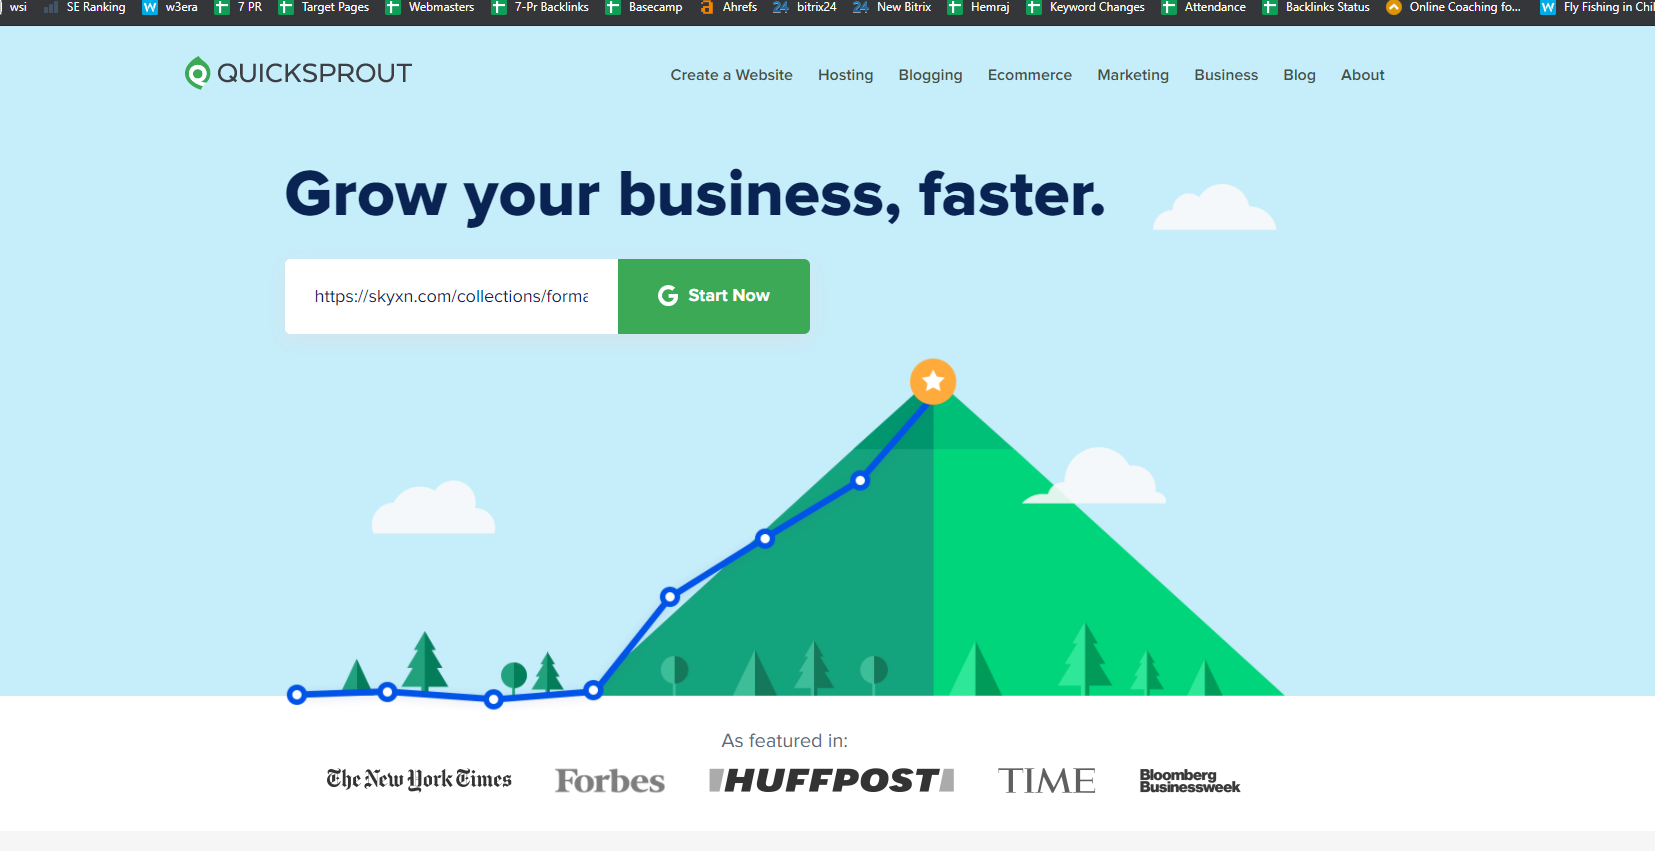 wsi SE Ranking w3era 7 PR Target Pages Webmasters 7-Pr Backlinks Basecamp Ahrefs 24 bitrix24 24 New Bitrix Hemraj Keyword Changes Attendance Backlinks Status Online Coaching fo... Fly Fishing in Chil
QUICKSPROUT
Create a Website Hosting Blogging Ecommerce Marketing Business Blog About
Grow your business, faster.
https://skyxn.com/collections/forma
G Start Now
As featured in:
The New York Times Forbes HUFFPOST TIME Bloomberg
Businessweek